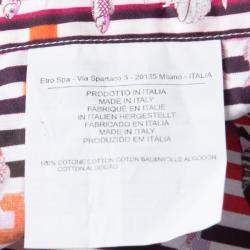 Etro Spa - Via Spartaco 3 - 20135 Milano - ITALIA
PRODOTTO IN ITALIA
MADE IN ITALY
FABRIQUÉ EN ITALIE
IN ITALIEN HERGESTELLT
FABRICADO EN ITALIA
MADE IN ITALY
PRODUZIDO EM ITALIA
100% COTONE COTTON COTON BAUMWOLLE ALGODON
COTTON ALGODAO